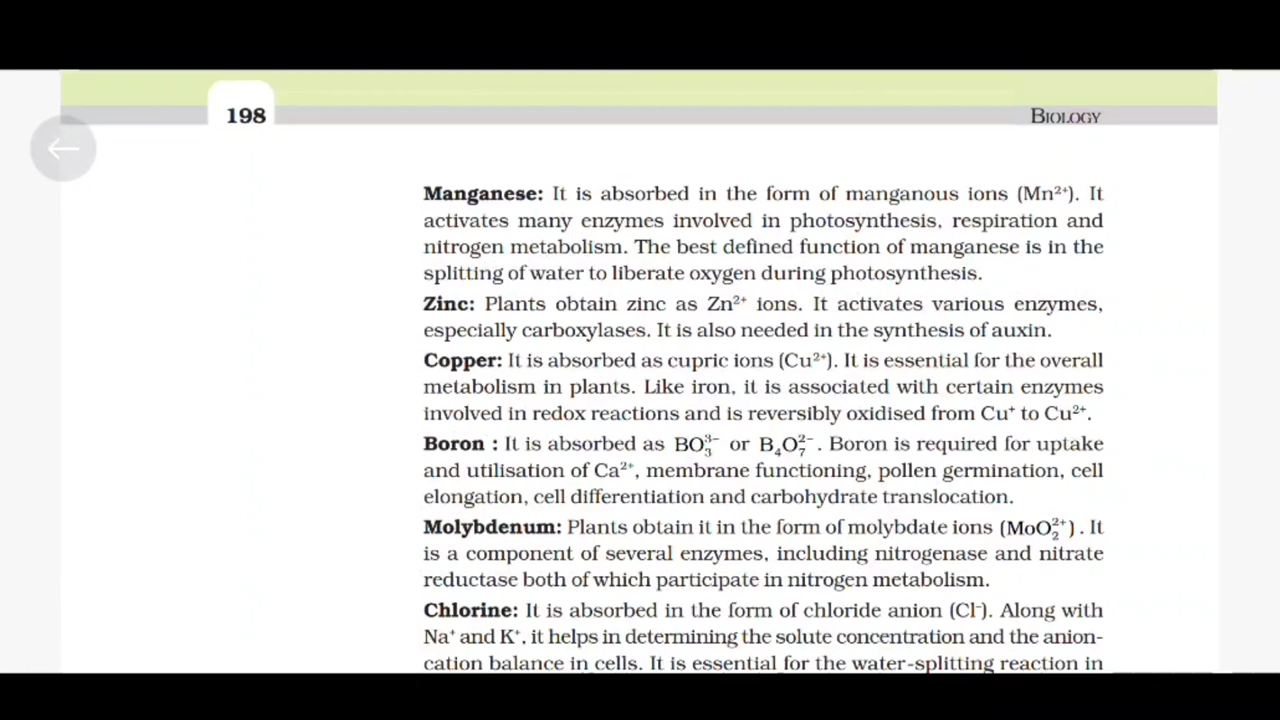 198
BIOLOGY
Manganese: It is absorbed in the form of manganous ions (Mn²⁺). It
activates many enzymes involved in photosynthesis, respiration and
nitrogen metabolism. The best defined function of manganese is in the
splitting of water to liberate oxygen during photosynthesis.
Zinc: Plants obtain zinc as Zn²⁺ ions. It activates various enzymes,
especially carboxylases. It is also needed in the synthesis of auxin.
Copper: It is absorbed as cupric ions (Cu²⁺). It is essential for the overall
metabolism in plants. Like iron, it is associated with certain enzymes
involved in redox reactions and is reversibly oxidised from Cu⁺ to Cu²⁺.
Boron : It is absorbed as BO₃³⁻ or B₄O₇²⁻. Boron is required for uptake
and utilisation of Ca²⁺, membrane functioning, pollen germination, cell
elongation, cell differentiation and carbohydrate translocation.
Molybdenum: Plants obtain it in the form of molybdate ions (MoO₂²⁺). It
is a component of several enzymes, including nitrogenase and nitrate
reductase both of which participate in nitrogen metabolism.
Chlorine: It is absorbed in the form of chloride anion (Cl⁻). Along with
Na⁺ and K⁺, it helps in determining the solute concentration and the anion-
cation balance in cells. It is essential for the water-splitting reaction in